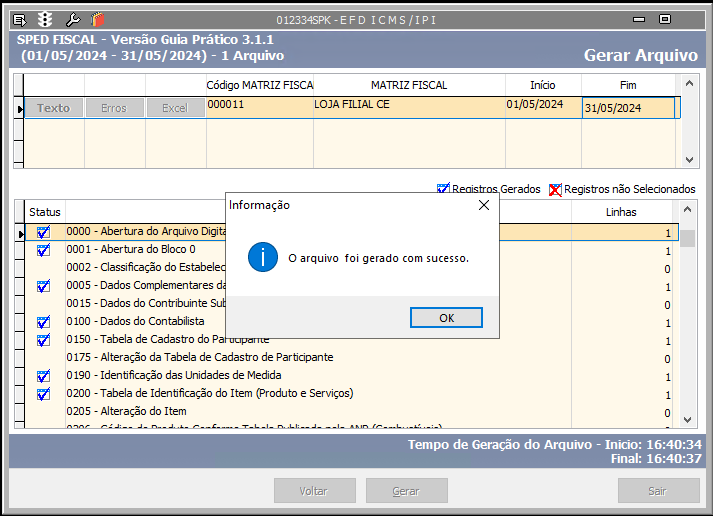 012334SPK - E F D I C M S / I P I
SPED FISCAL - Versão Guia Prático 3.1.1
(01/05/2024 - 31/05/2024) - 1 Arquivo
Gerar Arquivo
Código MATRIZ FISCA MATRIZ FISCAL Início Fim
Texto Erros Excel 000011 LOJA FILIAL CE 01/05/2024 31/05/2024
Registros Gerados Registros não Selecionados
Status Linhas
0000 - Abertura do Arquivo Digita 1
0001 - Abertura do Bloco 0 1
0002 - Classificação do Estabelec 0
0005 - Dados Complementares da 1
0015 - Dados do Contribuinte Sub 0
0100 - Dados do Contabilista 1
0150 - Tabela de Cadastro do Participante 1
0175 - Alteração da Tabela de Cadastro de Participante 0
0190 - Identificação das Unidades de Medida 1
0200 - Tabela de Identificação do Item (Produto e Serviços) 1
0205 - Alteração do Item 0
0206 - Código de Produto Conforme Tabela Publicada pela ANP (Combustíveis)
Informação
O arquivo foi gerado com sucesso.
OK
Tempo de Geração do Arquivo - Inicio: 16:40:34
Final: 16:40:37
Voltar Gerar Sair